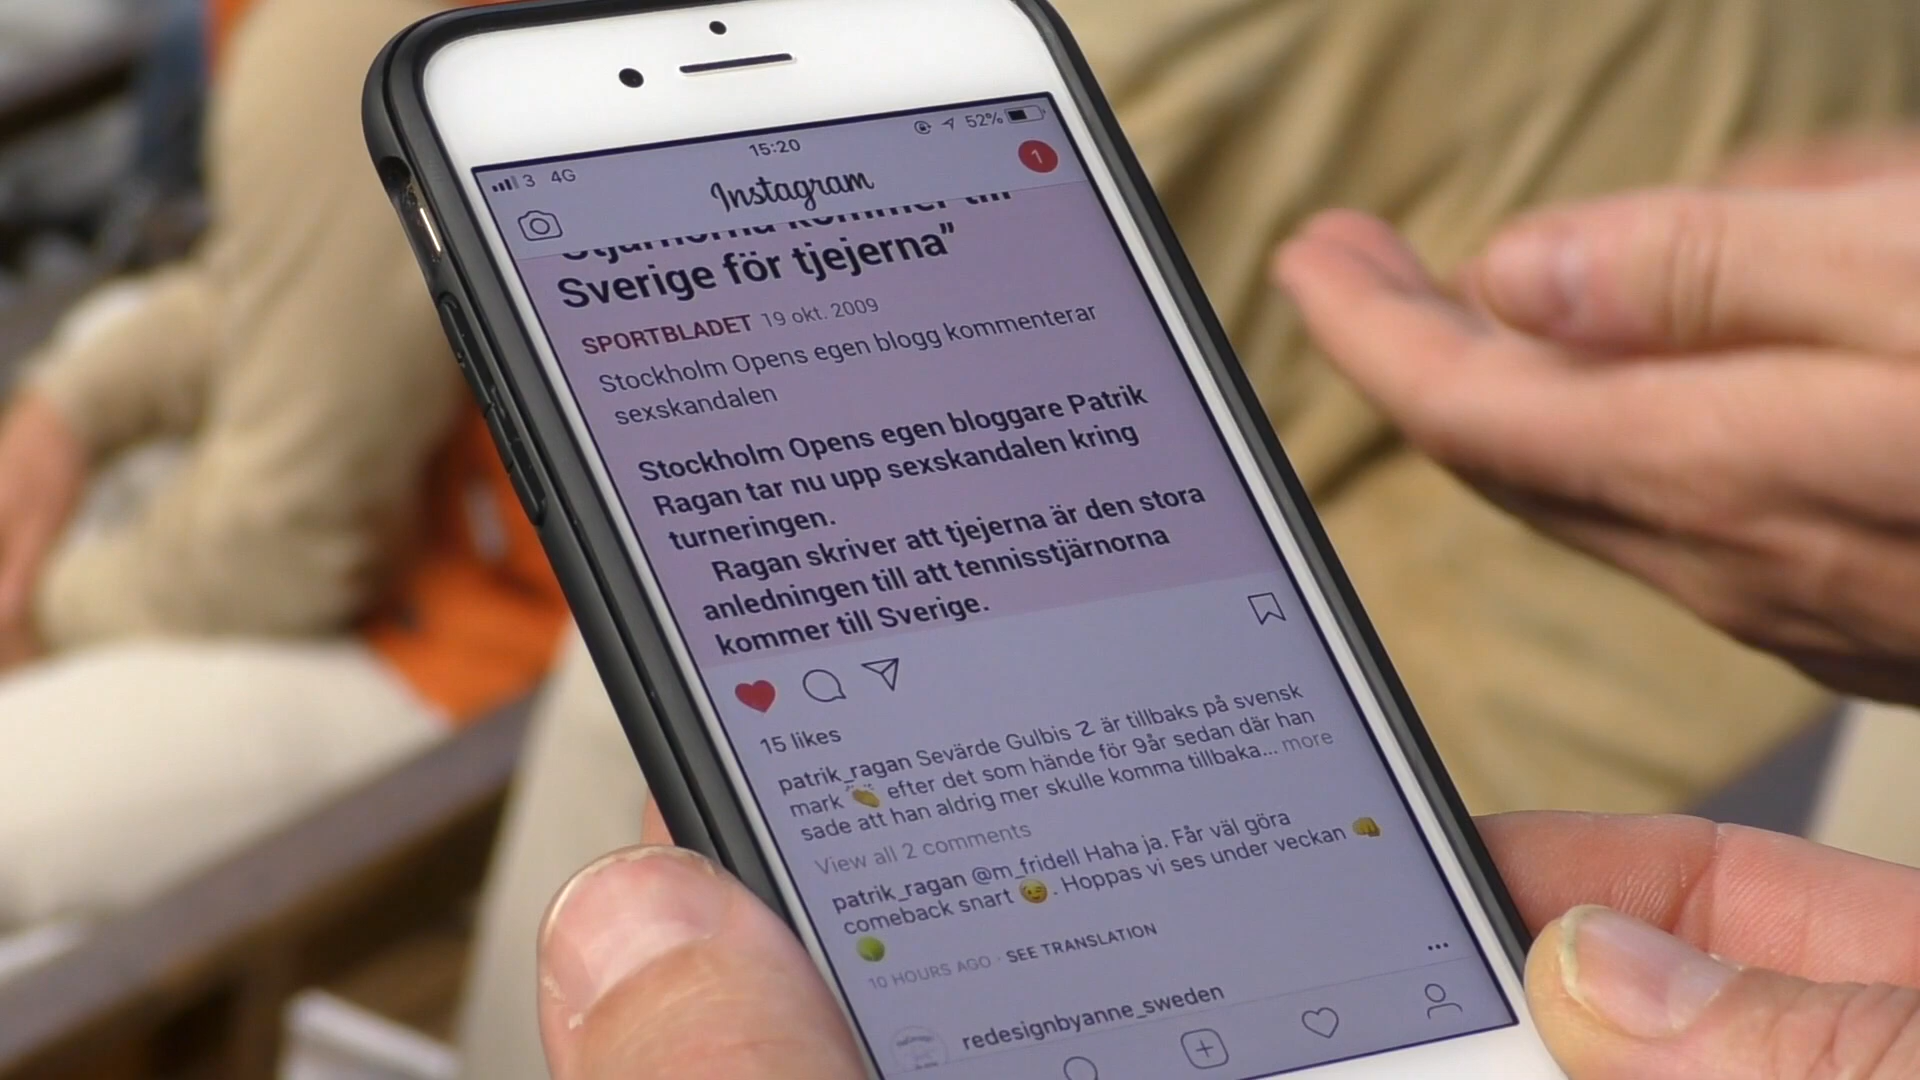 3 4G 15:20 52%
Instagram 1
Stjärnorna kommer till
Sverige för tjejerna”
SPORTBLADET 19 okt. 2009
Stockholm Opens egen blogg kommenterar
sexskandalen
Stockholm Opens egen bloggare Patrik
Ragan tar nu upp sexskandalen kring
turneringen.
Ragan skriver att tjejerna är den stora
anledningen till att tennisstjärnorna
kommer till Sverige.
15 likes
patrik_ragan Sevärde Gulbis är tillbaks på svensk
mark 👏 efter det som hände för 9år sedan där han
sade att han aldrig mer skulle komma tillbaka... more
View all 2 comments
patrik_ragan @m_fridell Haha ja. Får väl göra
comeback snart 😉. Hoppas vi ses under veckan 👊
🎾
10 HOURS AGO · SEE TRANSLATION
redesignbyanne_sweden